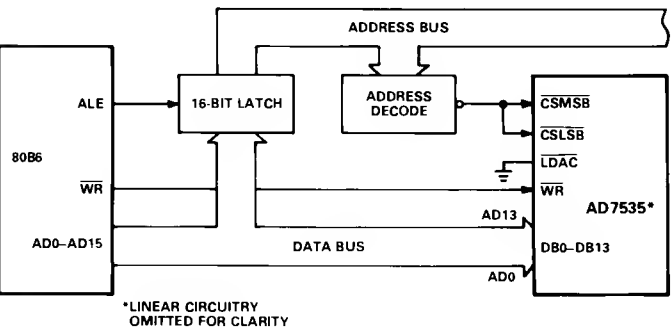 ADDRESS BUS
ALE
16-BIT LATCH
ADDRESS
DECODE
CSMSB
CSLSB
80B6
LDAC
WR
WR
AD7535*
AD13
AD0–AD15
DATA BUS
DB0–DB13
AD0
*LINEAR CIRCUITRY
OMITTED FOR CLARITY